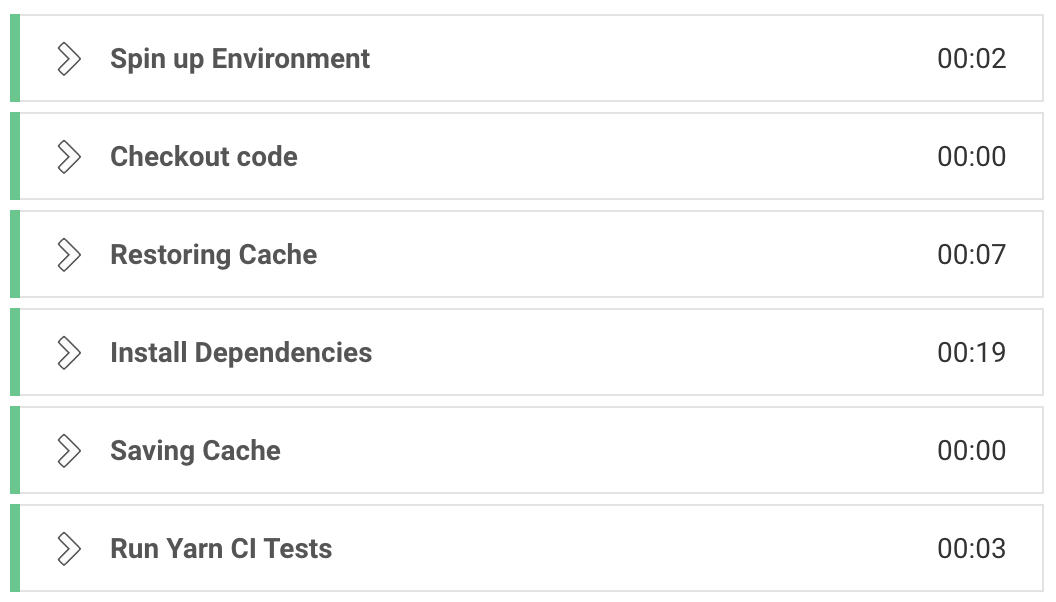 Spin up Environment 00:02
Checkout code 00:00
Restoring Cache 00:07
Install Dependencies 00:19
Saving Cache 00:00
Run Yarn CI Tests 00:03